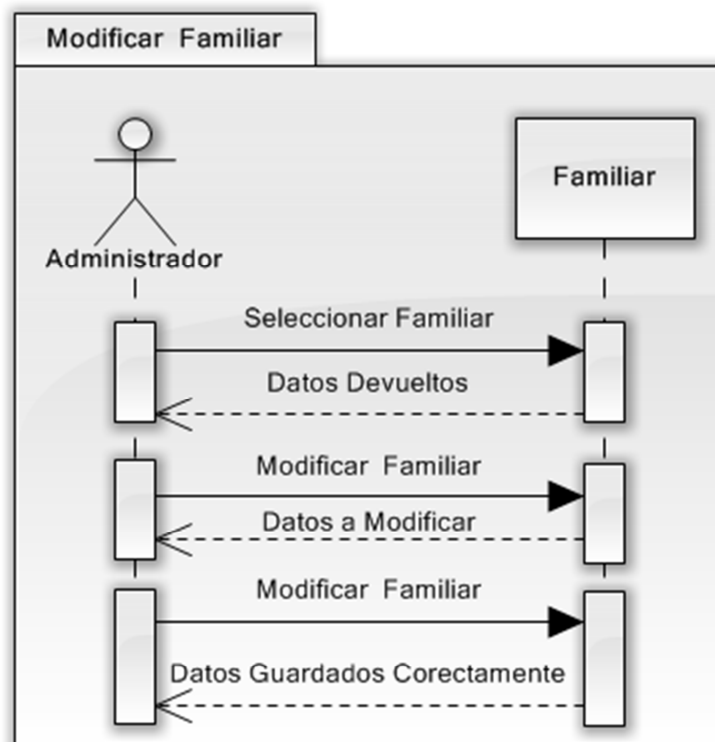 Modificar Familiar
Administrador
Familiar
Seleccionar Familiar
Datos Devueltos
Modificar Familiar
Datos a Modificar
Modificar Familiar
Datos Guardados Corectamente